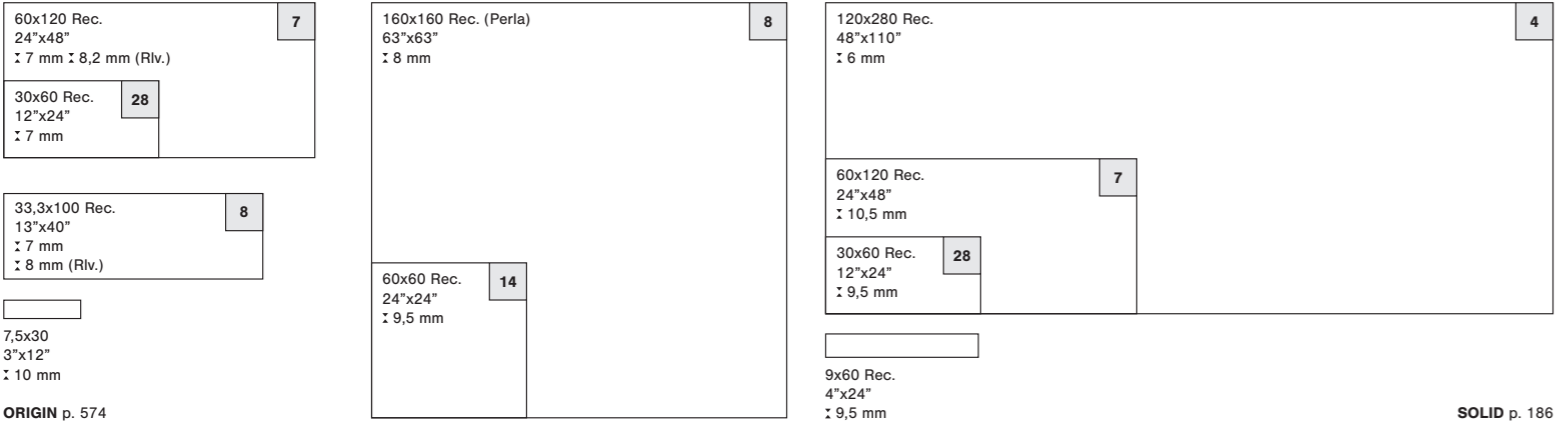 60x120 Rec.
7
24”x48”
7 mm 8,2 mm (Rlv.)
30x60 Rec.
28
12”x24”
7 mm
33,3x100 Rec.
8
13”x40”
7 mm
8 mm (Rlv.)
7,5x30
3”x12”
10 mm
ORIGIN p. 574
160x160 Rec. (Perla)
8
63”x63”
8 mm
60x60 Rec.
14
24”x24”
9,5 mm
120x280 Rec.
4
48”x110”
6 mm
60x120 Rec.
7
24”x48”
10,5 mm
30x60 Rec.
28
12”x24”
9,5 mm
9x60 Rec.
4”x24”
9,5 mm
SOLID p. 186